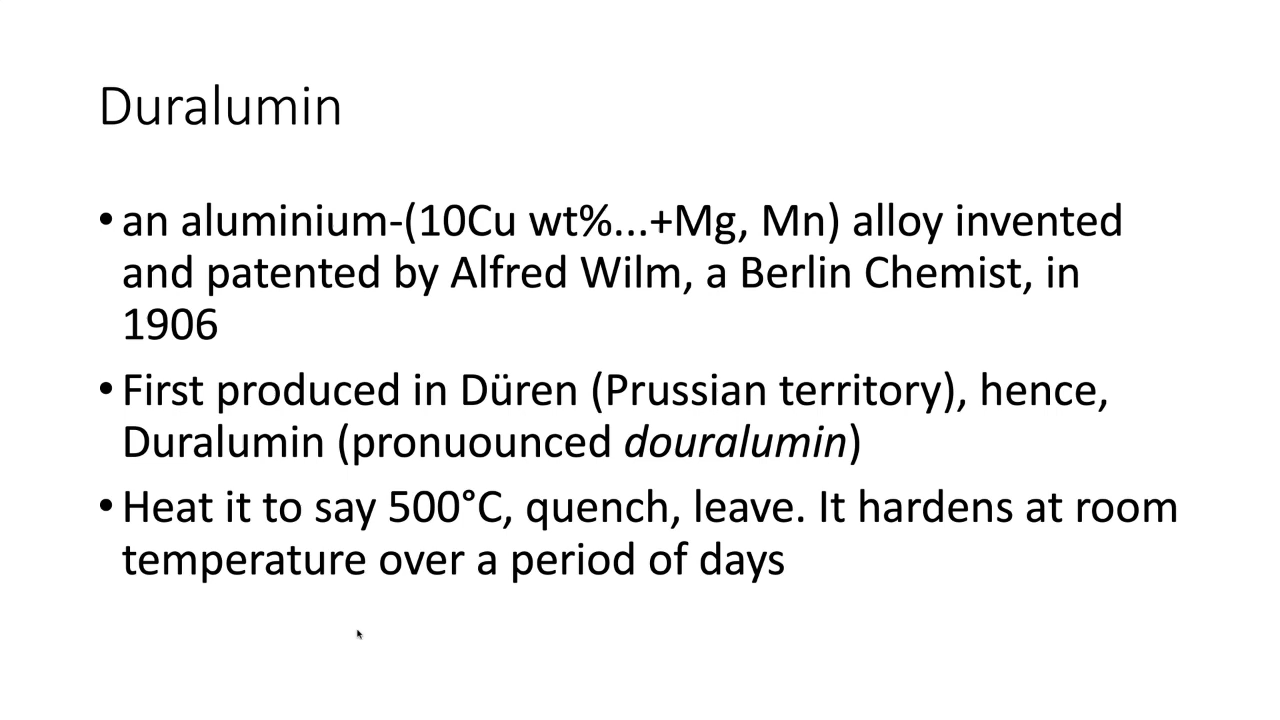 Duralumin
• an aluminium-(10Cu wt%...+Mg, Mn) alloy invented
and patented by Alfred Wilm, a Berlin Chemist, in
1906
• First produced in Düren (Prussian territory), hence,
Duralumin (pronuounced douralumin)
• Heat it to say 500°C, quench, leave. It hardens at room
temperature over a period of days